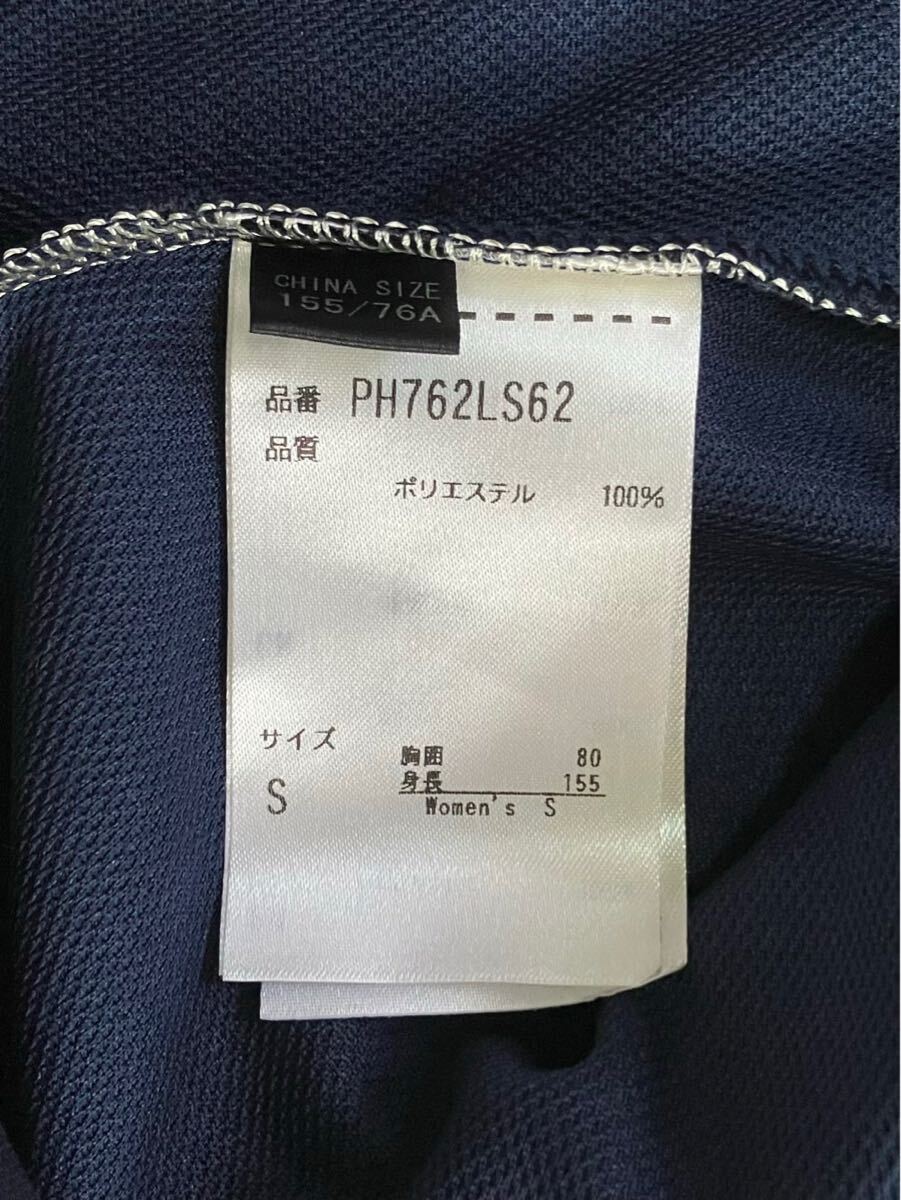 CHINA SIZE
155/76A
品番 PH762LS62
品質
ポリエステル 100%
サイズ
S
胸囲 80
身長 155
Women's S